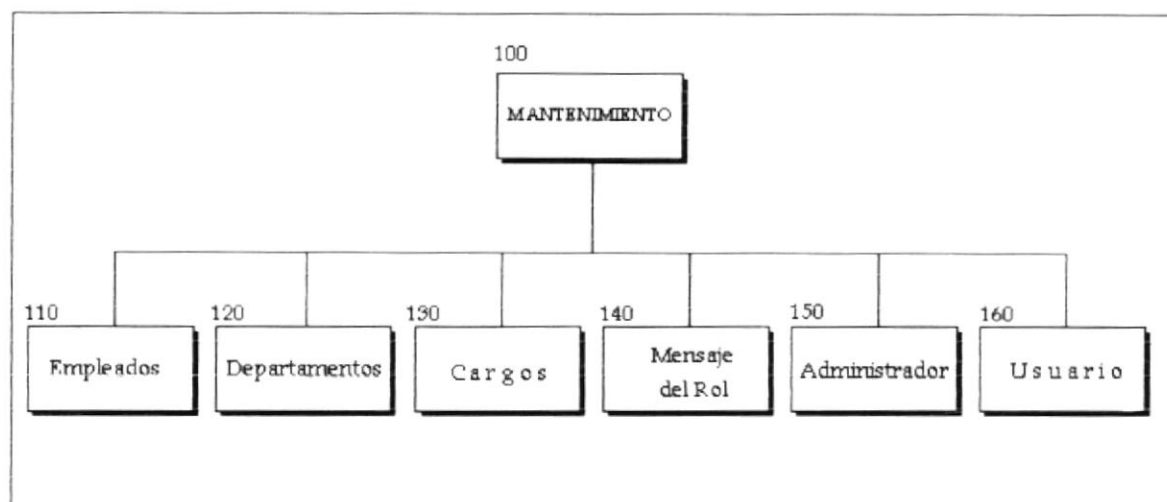 100
MANTENIMIENTO
110
Empleados
120
Departamentos
130
Cargos
140
Mensaje
del Rol
150
Administrador
160
Usuario